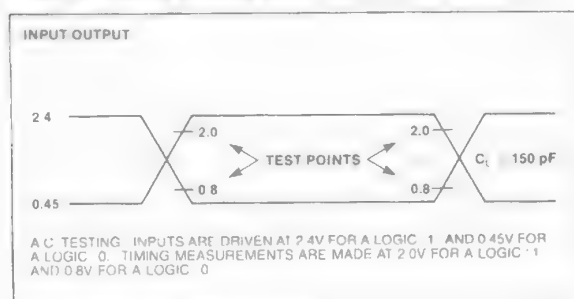 INPUT OUTPUT
2 4
2.0
2.0
TEST POINTS
CL 150 pF
0.8
0.8
0.45
A C TESTING INPUTS ARE DRIVEN AT 2 4V FOR A LOGIC 1 AND 0 45V FOR
A LOGIC 0. TIMING MEASUREMENTS ARE MADE AT 2 0V FOR A LOGIC 1
AND 0 8V FOR A LOGIC 0